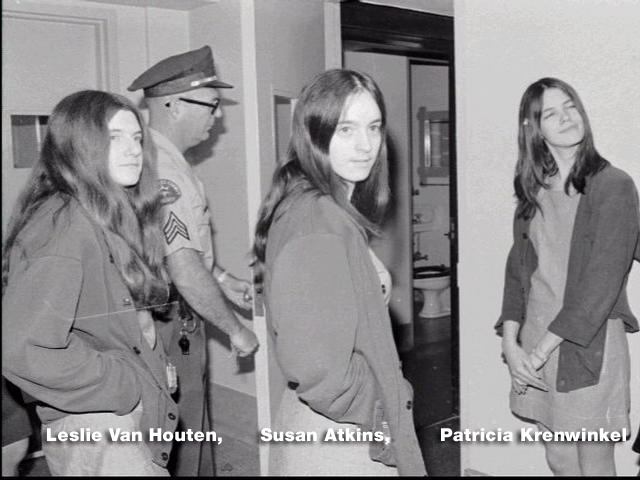 Leslie Van Houten, Susan Atkins, Patricia Krenwinkel